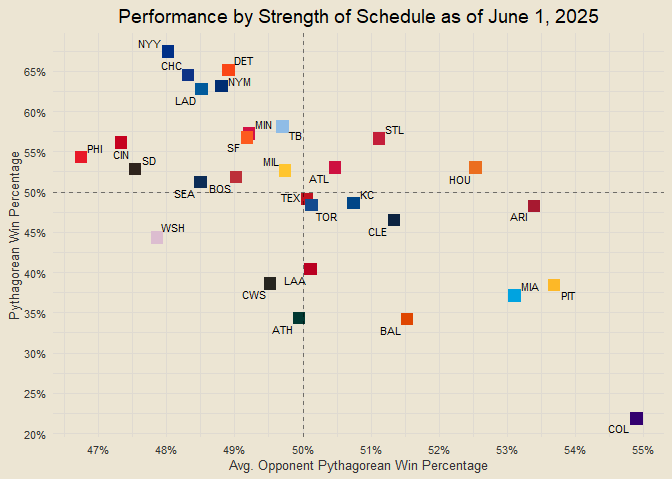 Performance by Strength of Schedule as of June 1, 2025
NYY
DET
CHC
65%
NYM
LAD
60%
MIN
STL
TB
SF
55%
PHI
CIN
SD
MIL
ATL
HOU
50%
SEA
BOS
TEX
KC
TOR
ARI
45%
WSH
CLE
40%
LAA
CWS
MIA
PIT
35%
ATH
BAL
30%
25%
COL
20%
Pythagorean Win Percentage
47%
48%
49%
50%
51%
52%
53%
54%
55%
Avg. Opponent Pythagorean Win Percentage